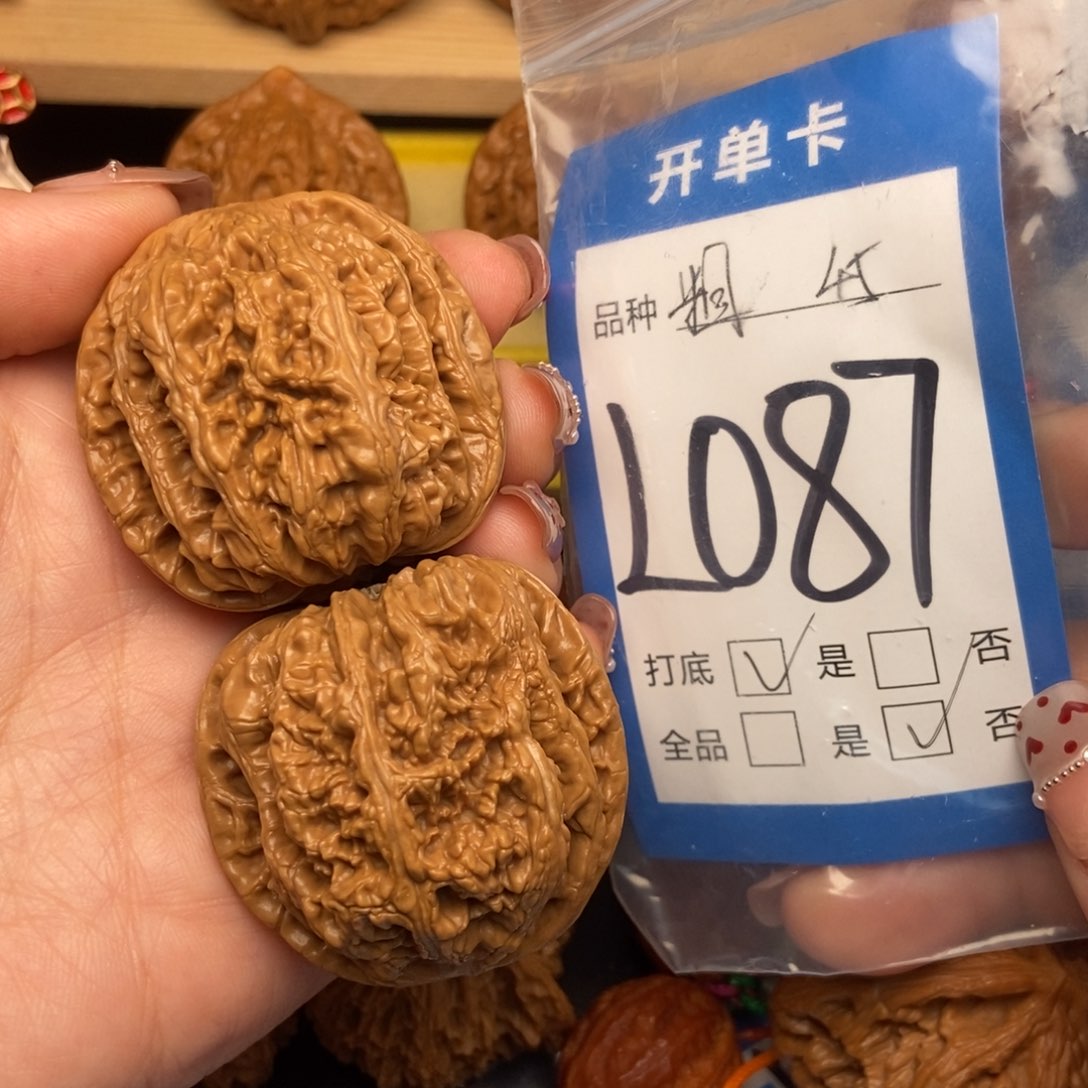 开单卡
品种
L087
打底 ☑ 是 ☐ 否
全品 ☐ 是 ☑ 否